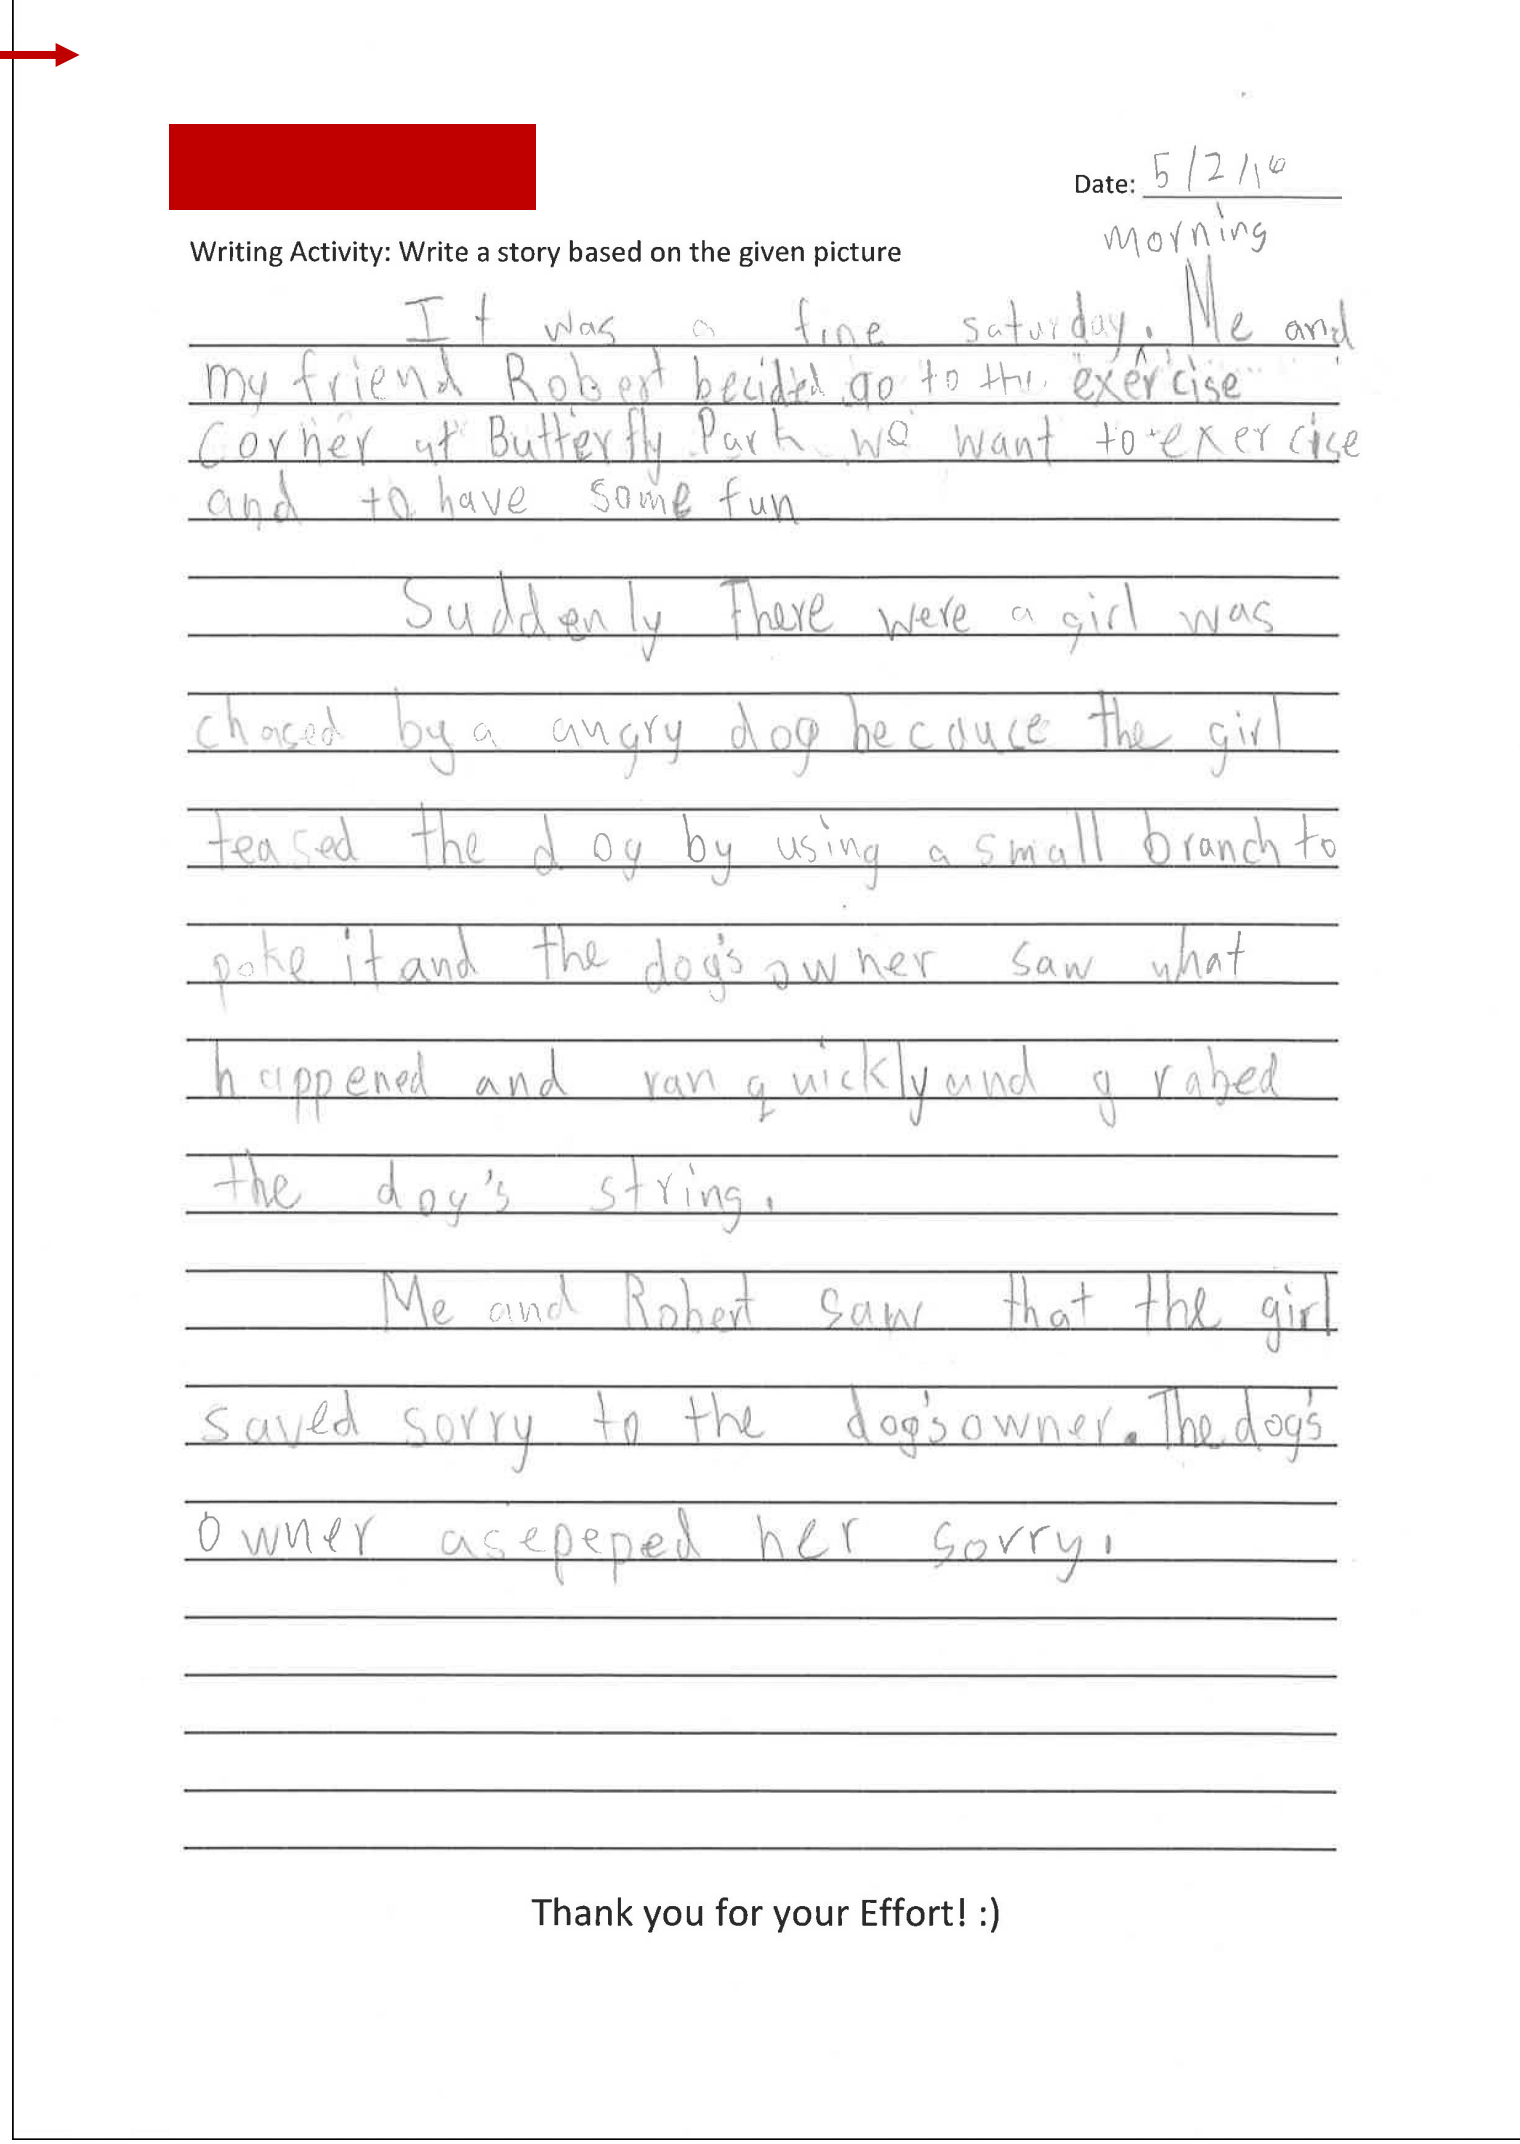 Date: 5/2/16
morning
Writing Activity: Write a story based on the given picture
It was a fine saturday. Me and
my friend Robert becided go to the exercise
Corner at Butterfly Park we want to exercise
and to have some fun
Suddenly There were a girl was
chased by a angry dog becauce the girl
teased the dog by using a small branch to
poke it and the dog's owner saw what
happened and ran quickly and grabed
the dog's string.
Me and Robert saw that the girl
saved sorry to the dog's owner. The dog's
owner asepeped her sorry.
Thank you for your Effort! :)